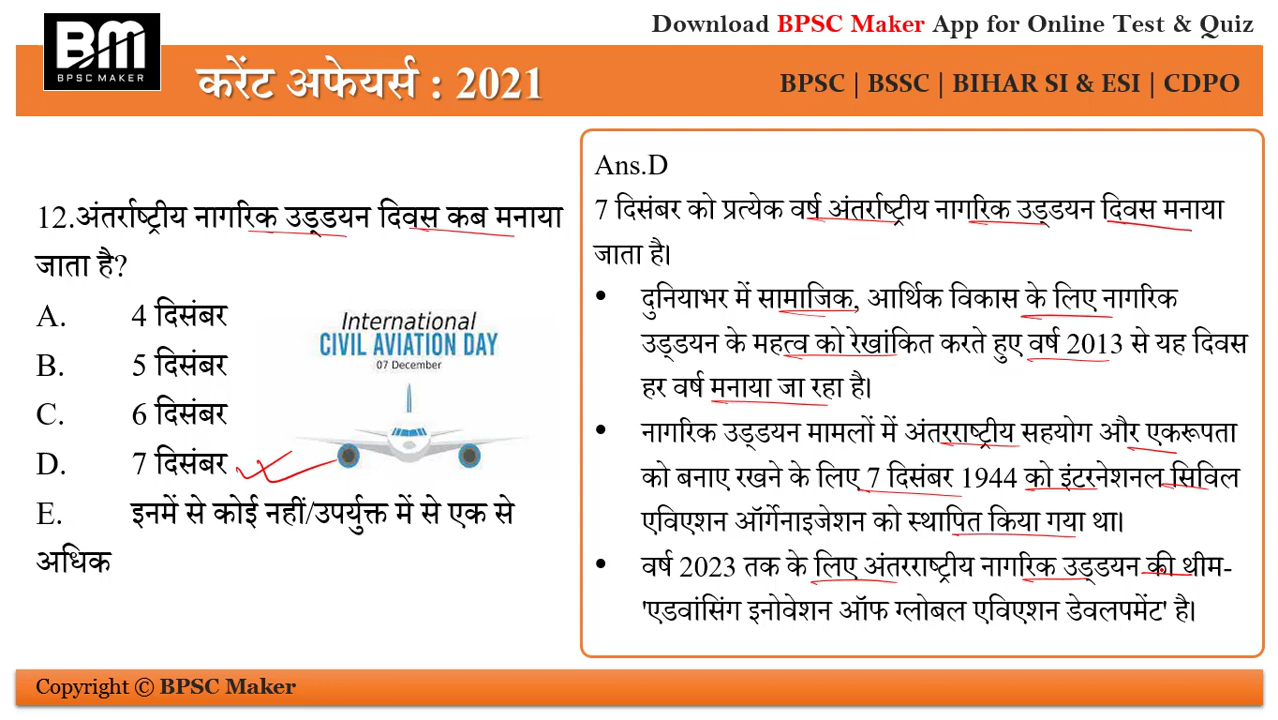 Download BPSC Maker App for Online Test & Quiz
BM
BPSC MAKER
करेंट अफेयर्स : 2021
BPSC | BSSC | BIHAR SI & ESI | CDPO
12.अंतर्राष्ट्रीय नागरिक उड्डयन दिवस कब मनाया
जाता है?
A. 4 दिसंबर
B. 5 दिसंबर
C. 6 दिसंबर
D. 7 दिसंबर
E. इनमें से कोई नहीं/उपर्युक्त में से एक से
अधिक
International
CIVIL AVIATION DAY
07 December
Ans.D
7 दिसंबर को प्रत्येक वर्ष अंतर्राष्ट्रीय नागरिक उड्डयन दिवस मनाया
जाता है।
• दुनियाभर में सामाजिक, आर्थिक विकास के लिए नागरिक
उड्डयन के महत्व को रेखांकित करते हुए वर्ष 2013 से यह दिवस
हर वर्ष मनाया जा रहा है।
• नागरिक उड्डयन मामलों में अंतरराष्ट्रीय सहयोग और एकरूपता
को बनाए रखने के लिए 7 दिसंबर 1944 को इंटरनेशनल सिविल
एविएशन ऑर्गेनाइजेशन को स्थापित किया गया था।
• वर्ष 2023 तक के लिए अंतरराष्ट्रीय नागरिक उड्डयन की थीम-
'एडवांसिंग इनोवेशन ऑफ ग्लोबल एविएशन डेवलपमेंट' है।
Copyright © BPSC Maker